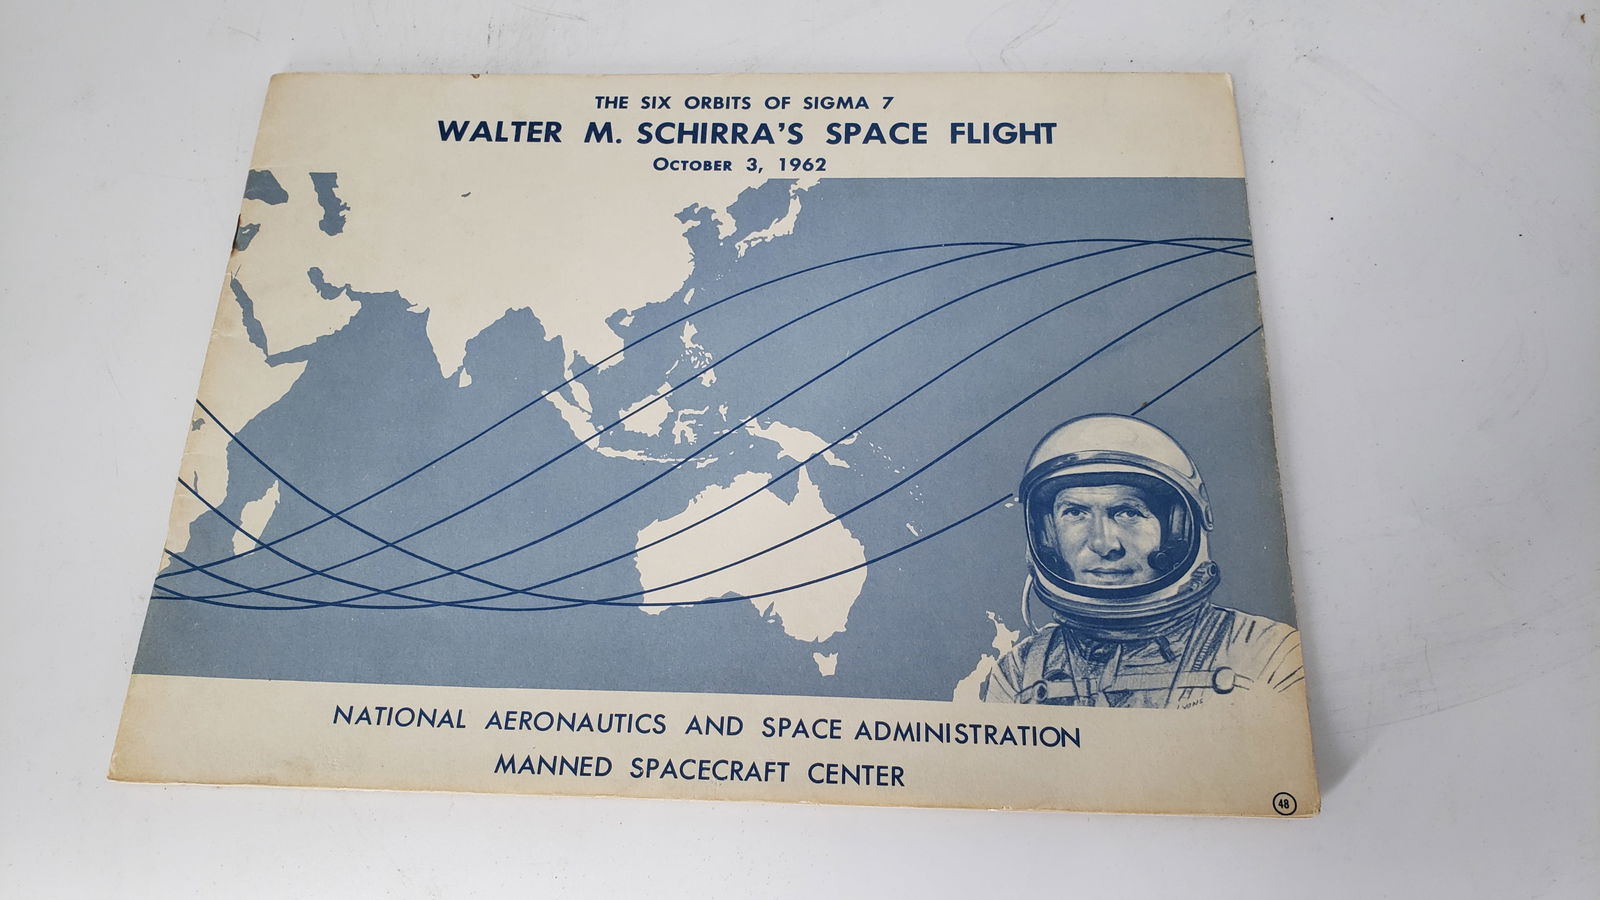 THE SIX ORBITS OF SIGMA 7
WALTER M. SCHIRRA'S SPACE FLIGHT
OCTOBER 3, 1962
NATIONAL AERONAUTICS AND SPACE ADMINISTRATION
MANNED SPACECRAFT CENTER
48